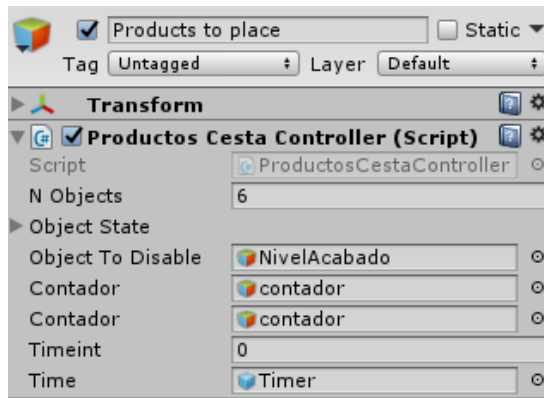 Products to place Static
Tag Untagged Layer Default
Transform
Productos Cesta Controller (Script)
Script ProductosCestaController
N Objects 6
Object State
Object To Disable NivelAcabado
Contador contador
Contador contador
Timeint 0
Time Timer